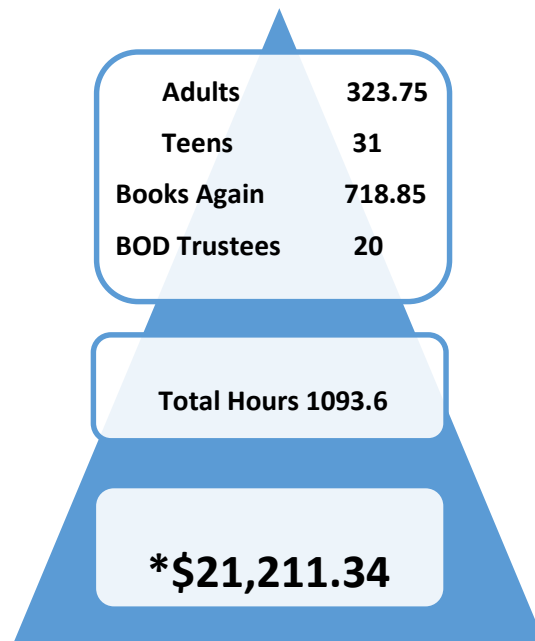 Adults 323.75
Teens 31
Books Again 718.85
BOD Trustees 20
Total Hours 1093.6
*$21,211.34